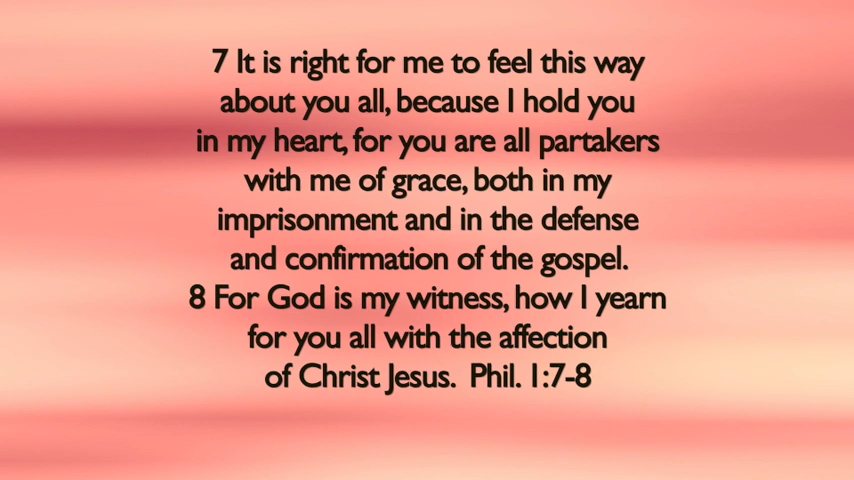 7 It is right for me to feel this way
about you all, because I hold you
in my heart, for you are all partakers
with me of grace, both in my
imprisonment and in the defense
and confirmation of the gospel.
8 For God is my witness, how I yearn
for you all with the affection
of Christ Jesus.  Phil. 1:7-8